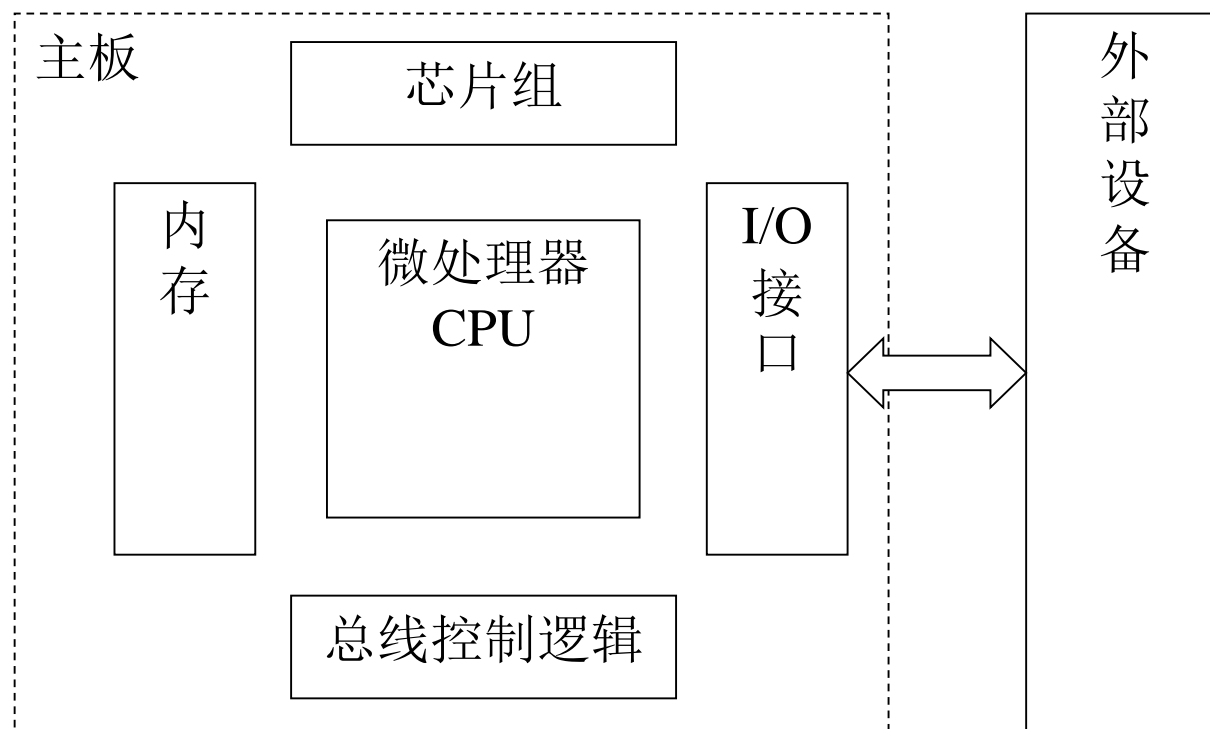 主板
芯片组
内
存
微处理器
CPU
I/O
接
口
总线控制逻辑
外
部
设
备